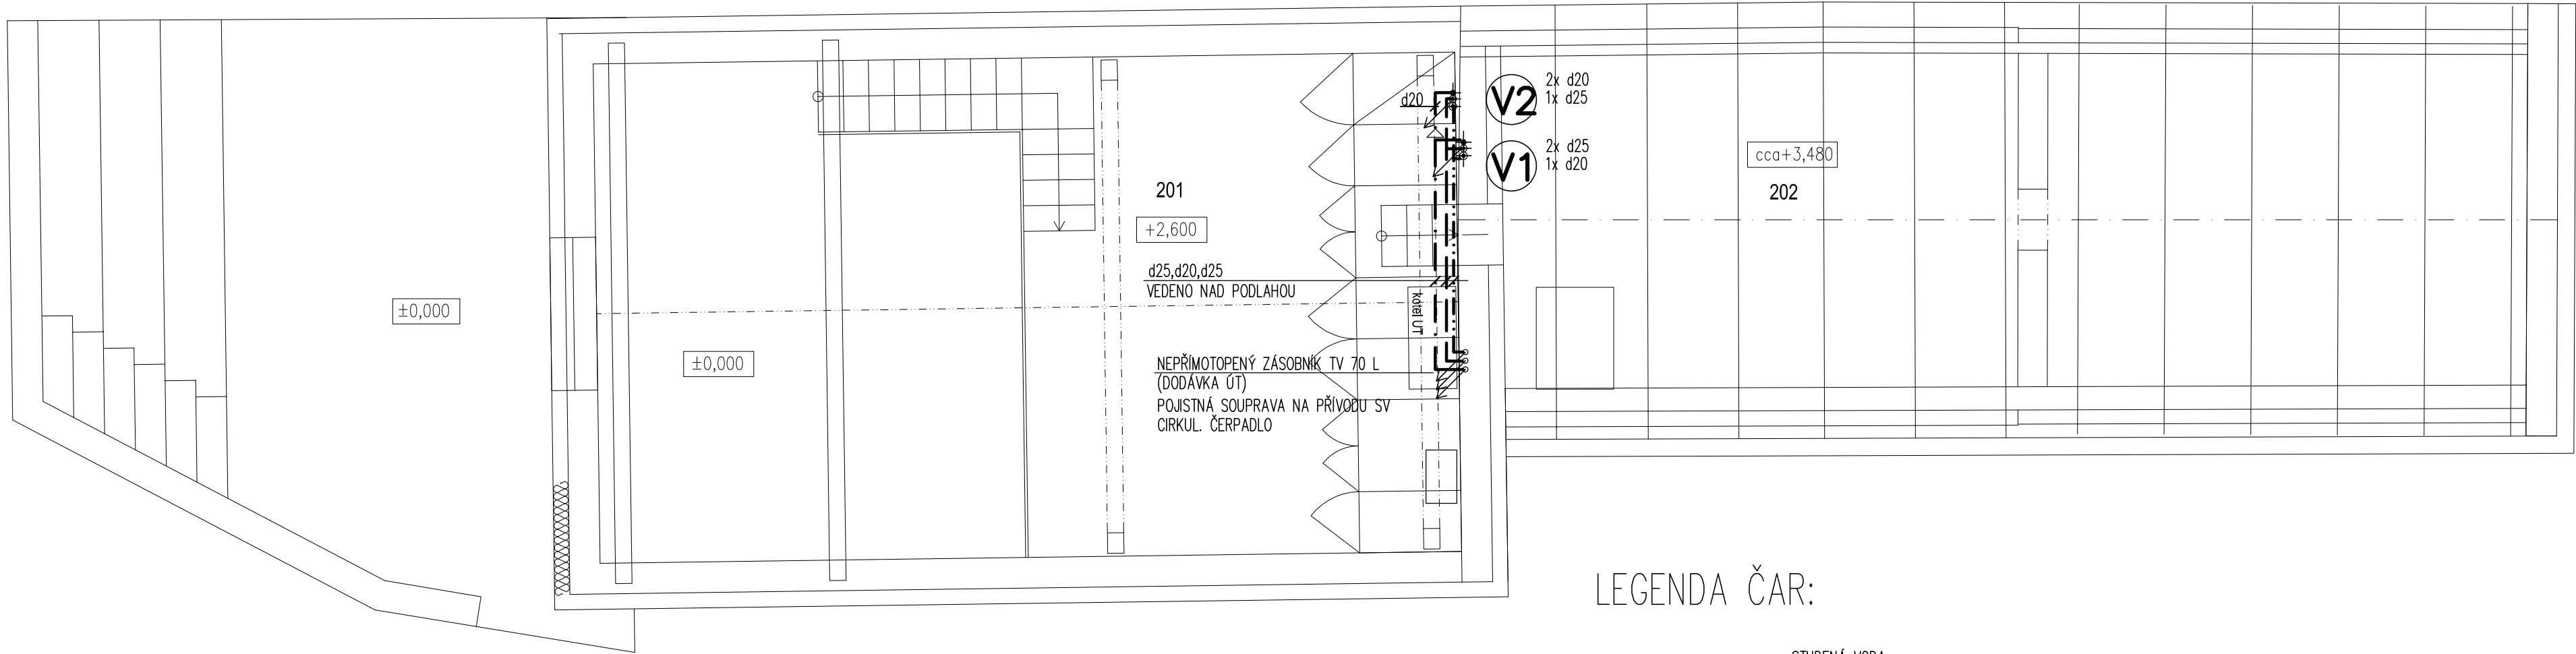 d20
V2
2x d20
1x d25
V1
2x d25
1x d20
cca+3,480
202
201
+2,600
d25,d20,d25
VEDENO NAD PODLAHOU
kotel ÚT
±0,000
±0,000
NEPŘÍMOTOPENÝ ZÁSOBNÍK TV 70 L
(DODÁVKA ÚT)
POJISTNÁ SOUPRAVA NA PŘÍVODU SV
CIRKUL. ČERPADLO
LEGENDA ČAR: